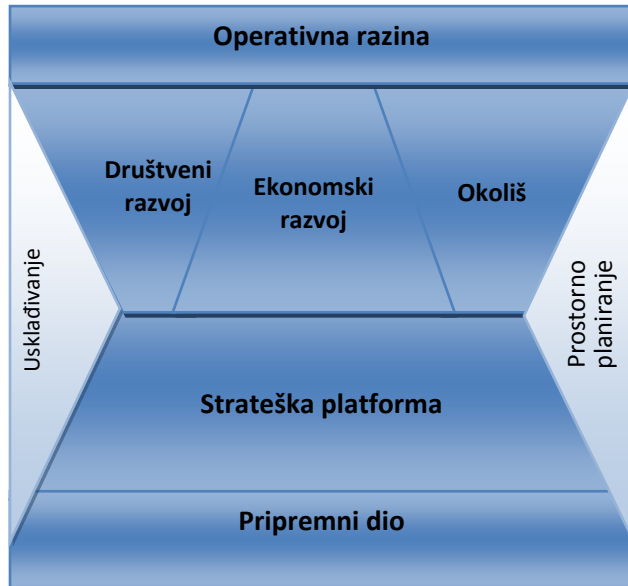 Operativna razina
Društveni
razvoj
Ekonomski
razvoj
Okoliš
Usklađivanje
Prostorno
planiranje
Strateška platforma
Pripremni dio